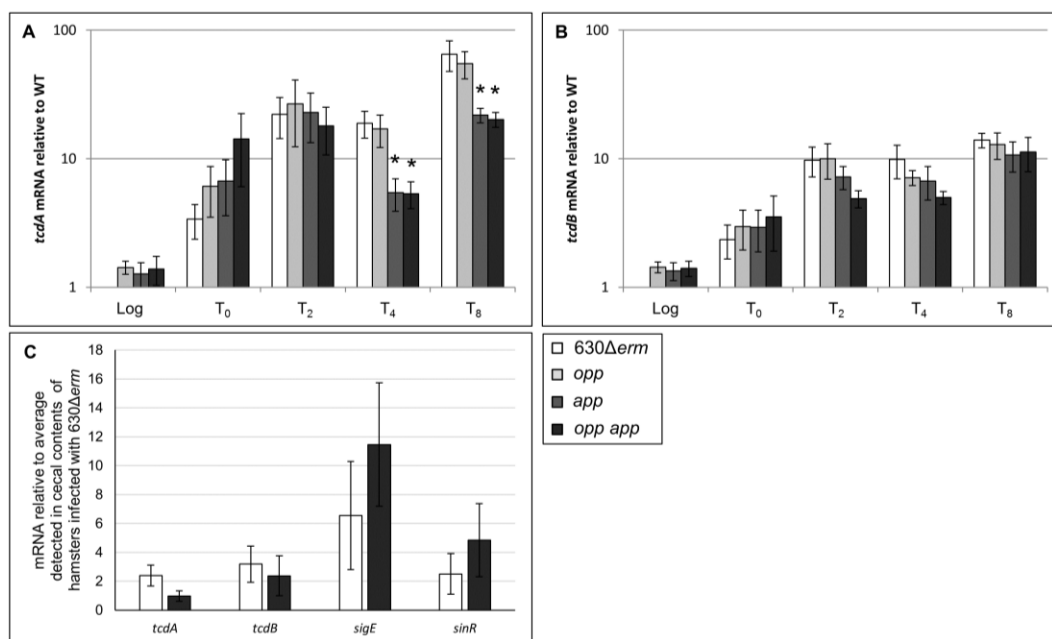 A
tcdA mRNA relative to WT
100
10
1
* *
* *
Log T₀ T₂ T₄ T₈
B
tcdB mRNA relative to WT
100
10
1
Log T₀ T₂ T₄ T₈
C
mRNA relative to average
detected in cecal contents of
hamsters infected with 630Δerm
18
16
14
12
10
8
6
4
2
0
tcdA tcdB sigE sinR
630Δerm
opp
app
opp app